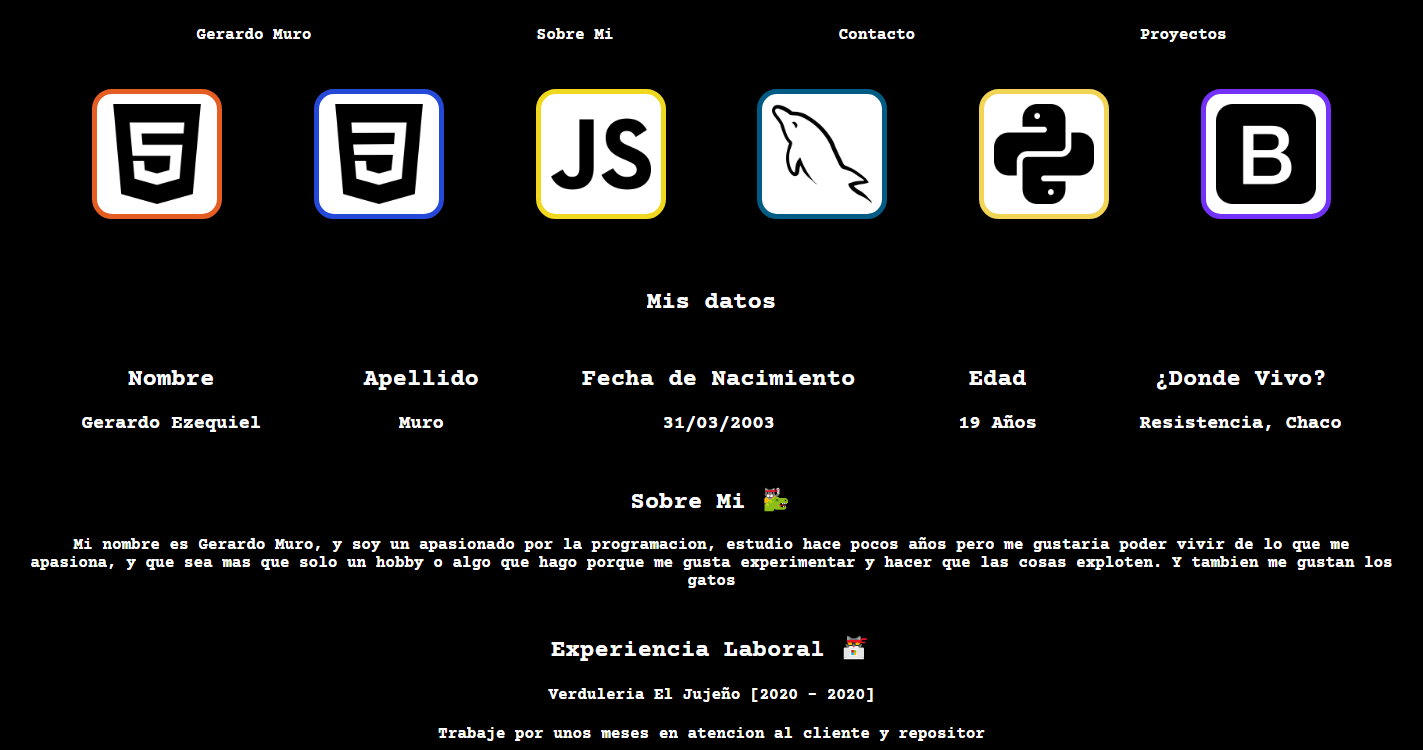 Gerardo Muro Sobre Mi Contacto Proyectos
5 3 JS B
Mis datos
Nombre Apellido Fecha de Nacimiento Edad ¿Donde Vivo?
Gerardo Ezequiel Muro 31/03/2003 19 Años Resistencia, Chaco
Sobre Mi
Mi nombre es Gerardo Muro, y soy un apasionado por la programacion, estudio hace pocos años pero me gustaria poder vivir de lo que me
apasiona, y que sea mas que solo un hobby o algo que hago porque me gusta experimentar y hacer que las cosas exploten. Y tambien me gustan los
gatos
Experiencia Laboral
Verduleria El Jujeño [2020 - 2020]
Trabaje por unos meses en atencion al cliente y repositor